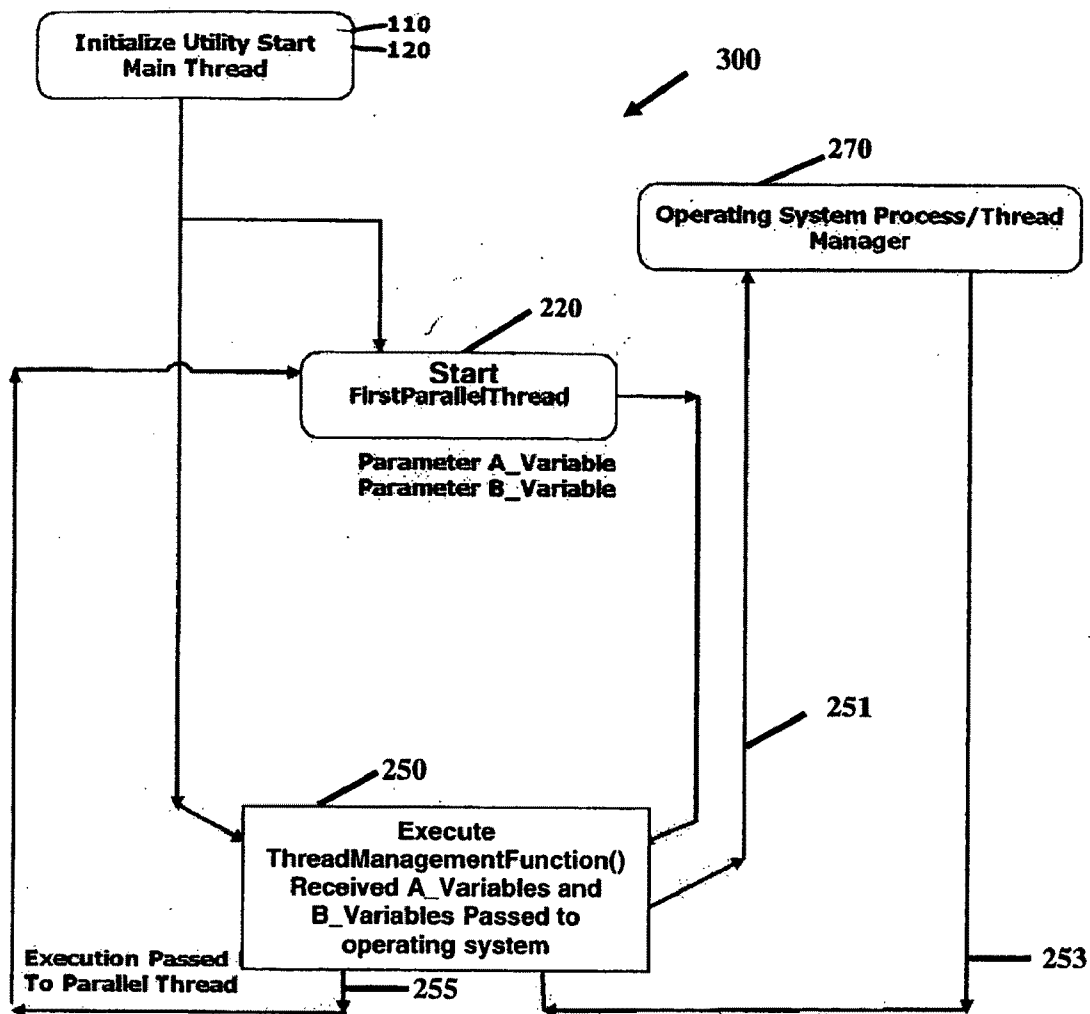 110
Initialize Utility Start
Main Thread
120
300
270
Operating System Process/Thread
Manager
220
Start
FirstParallelThread
Parameter A_Variable
Parameter B_Variable
251
250
Execute
ThreadManagementFunction()
Received A_Variables and
B_Variables Passed to
operating system
Execution Passed
To Parallel Thread
255
253